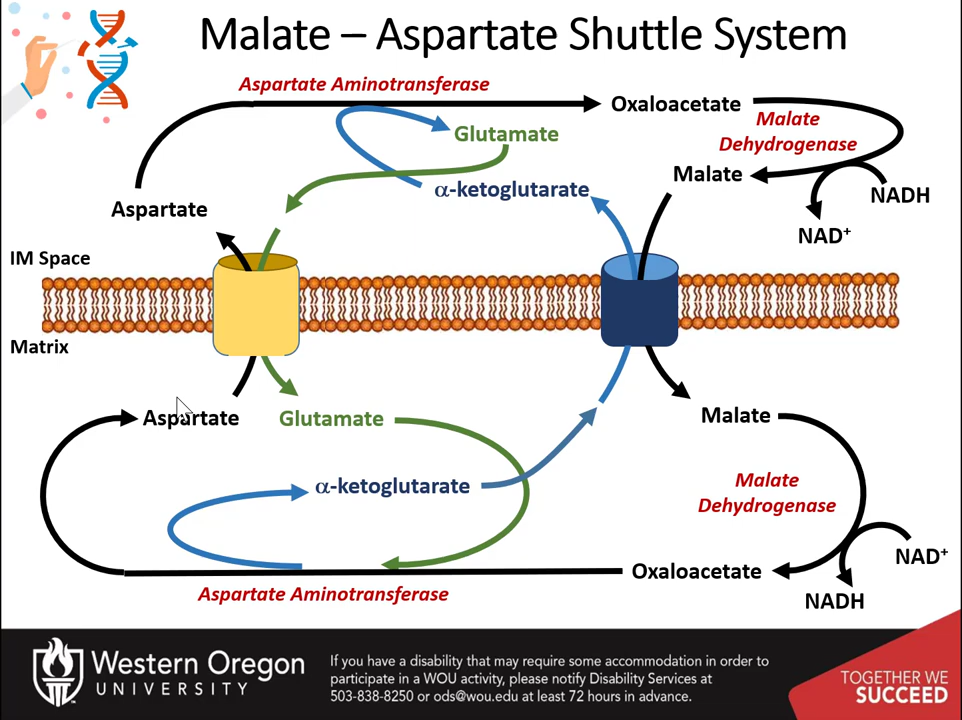 Malate – Aspartate Shuttle System
Aspartate Aminotransferase
Oxaloacetate
Malate
Dehydrogenase
Glutamate
Malate
α-ketoglutarate
NADH
Aspartate
NAD⁺
IM Space
Matrix
Aspartate
Glutamate
Malate
α-ketoglutarate
Malate
Dehydrogenase
NAD⁺
Oxaloacetate
Aspartate Aminotransferase
NADH
Western Oregon
UNIVERSITY
If you have a disability that may require some accommodation in order to
participate in a WOU activity, please notify Disability Services at
503-838-8250 or ods@wou.edu at least 72 hours in advance.
TOGETHER WE
SUCCEED